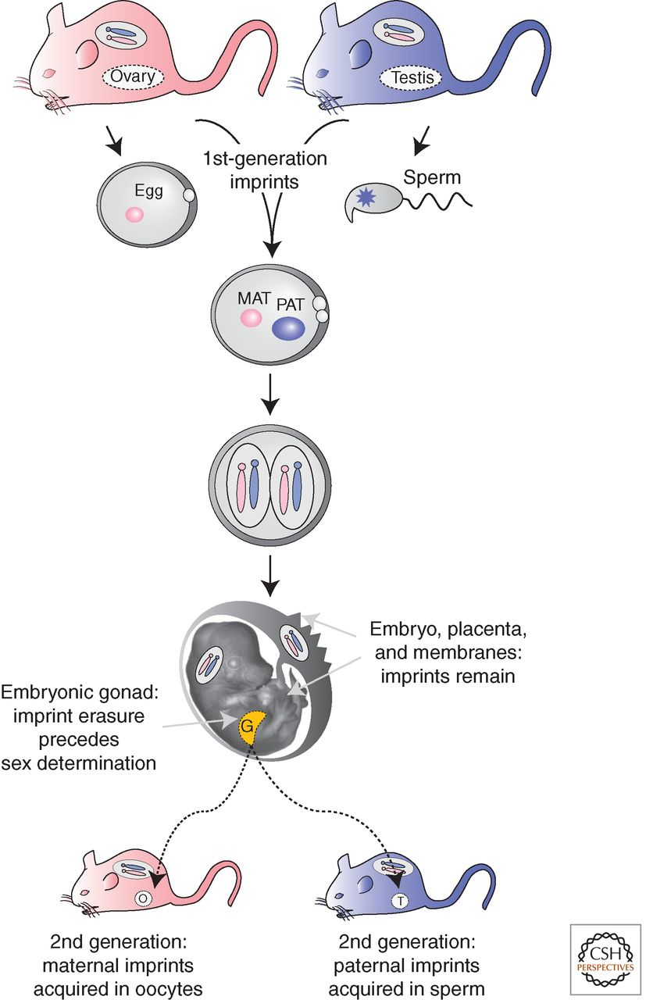 Ovary
Testis
1st-generation
imprints
Egg
Sperm
MAT
PAT
Embryo, placenta,
and membranes:
imprints remain
Embryonic gonad:
imprint erasure
precedes
sex determination
G
O
T
2nd generation:
maternal imprints
acquired in oocytes
2nd generation:
paternal imprints
acquired in sperm
CSH
PERSPECTIVES